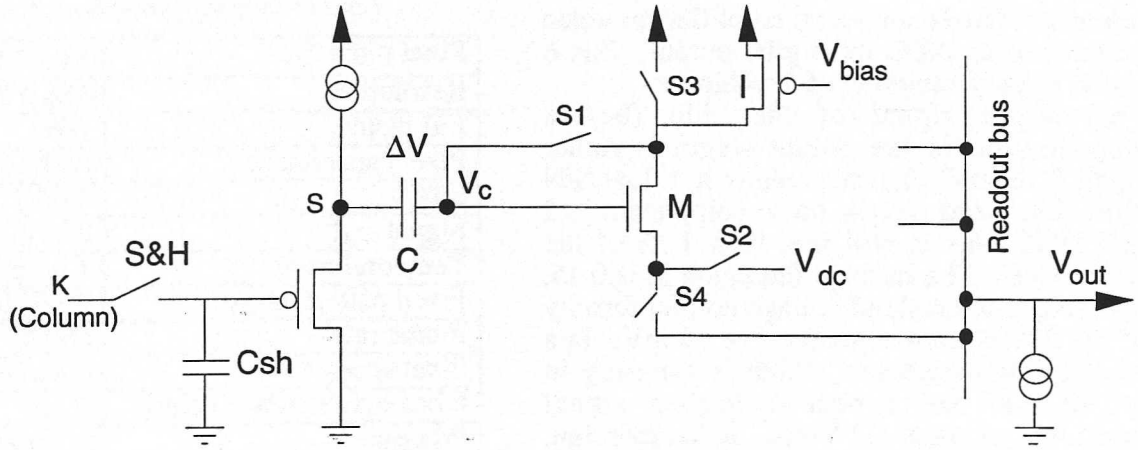 S3
I
V_bias
S1
ΔV
V_c
S
M
C
S2
V_dc
S&H
K
(Column)
S4
Csh
Readout bus
V_out